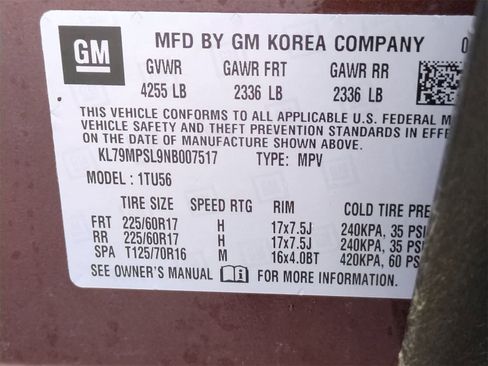 GM MFD BY GM KOREA COMPANY
GVWR GAWR FRT GAWR RR
4255 LB 2336 LB 2336 LB
THIS VEHICLE CONFORMS TO ALL APPLICABLE U.S. FEDERAL
VEHICLE SAFETY AND THEFT PREVENTION STANDARDS IN EFFE
ON THE DATE OF MANUFACTURE SHOWN ABOVE.
KL79MPSL9NB007517 TYPE: MPV
MODEL : 1TU56
TIRE SIZE SPEED RTG RIM COLD TIRE PRE
FRT 225/60R17 H 17x7.5J 240KPA, 35 PSI
RR 225/60R17 H 17x7.5J 240KPA, 35 PSI
SPA T125/70R16 M 16x4.0BT 420KPA, 60 PS
SEE OWNER'S MANUAL FOR MORE INFORMATION.